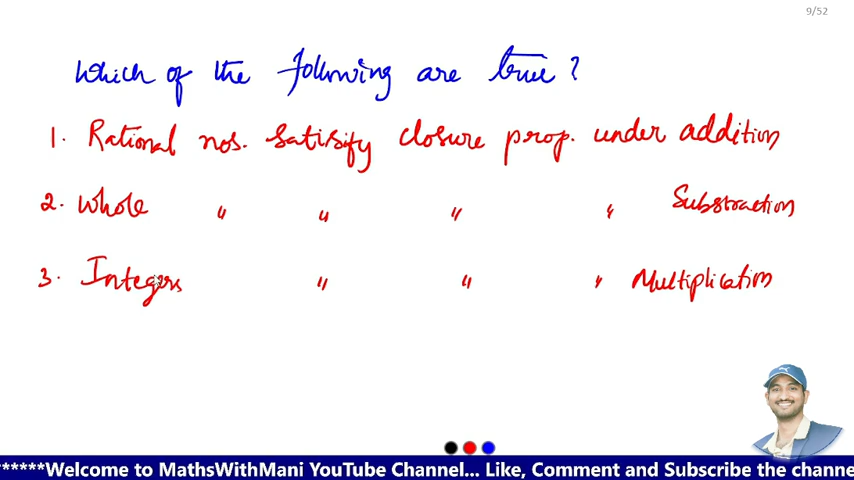 9/52
Which of the following are true?
1. Rational nos. Satisify closure prop. under addition
2. Whole " " " " Substraction
3. Integers " " " Multiplication
******Welcome to MathsWithMani YouTube Channel... Like, Comment and Subscribe the channe